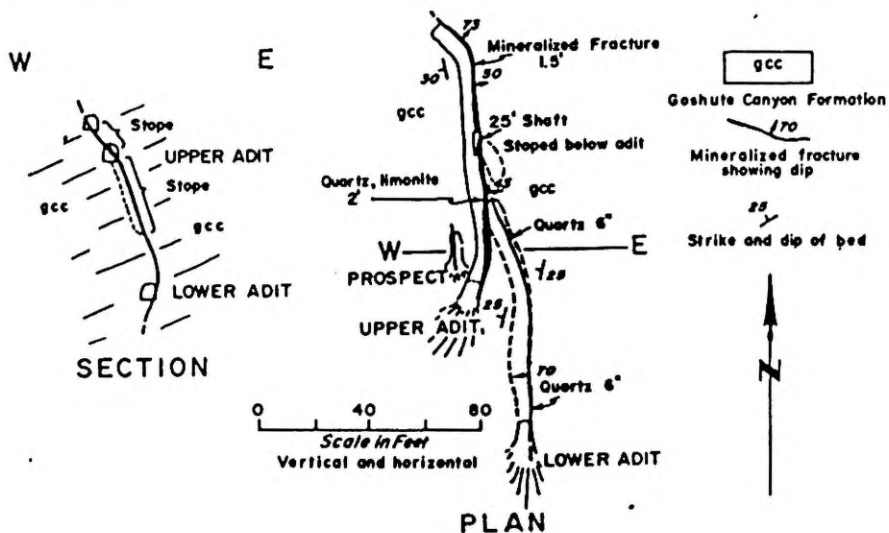 W
E
Stope
UPPER ADIT
Stope
gcc
gcc
LOWER ADIT
SECTION
73
Mineralized Fracture
1.5'
30
50
gcc
25' Shaft
Stoped below adit
gcc
Quartz, limonite
2'
Quartz 6"
W
E
PROSPECT
25
25
UPPER ADIT
70
Quartz 6"
LOWER ADIT
0 40 80
Scale in Feet
Vertical and horizontal
PLAN
gcc
Goshute Canyon Formation
70
Mineralized fracture
showing dip
25
Strike and dip of bed
N